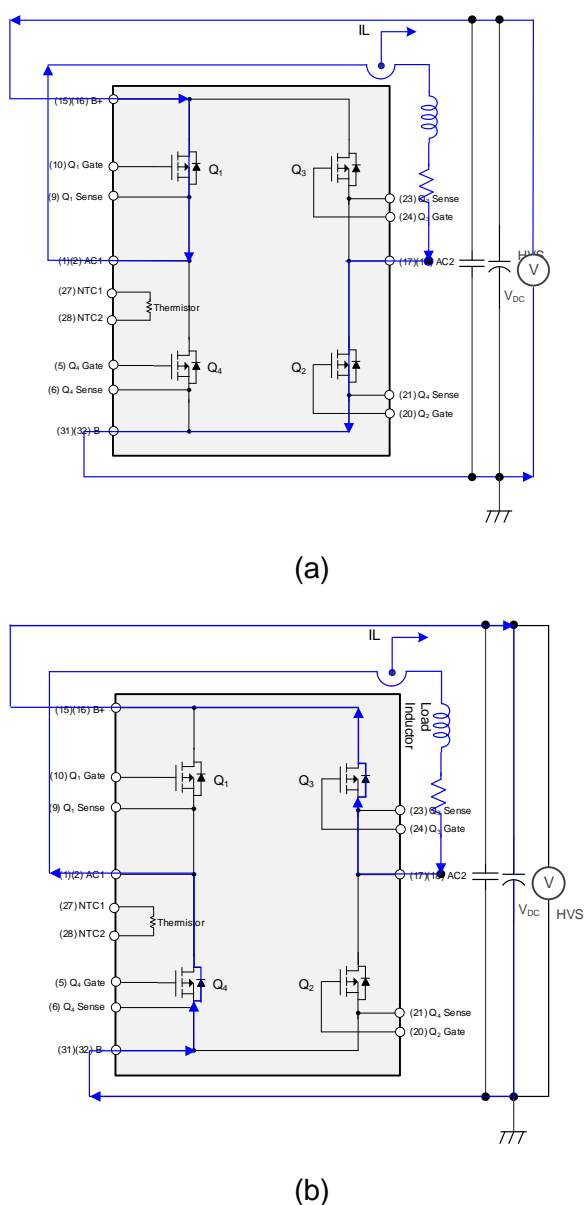 IL
(15)(16) B+
(10) Q1 Gate
Q1
Q3
(9) Q1 Sense
(23) Q3 Sense
(24) Q3 Gate
(1)(2) AC1
(17)(18) AC2
HVS
V
VDC
(27) NTC1
Thermistor
(28) NTC2
(5) Q4 Gate
Q4
Q2
(6) Q4 Sense
(21) Q4 Sense
(20) Q2 Gate
(31)(32) B-
(a)
IL
(15)(16) B+
Load
Inductor
(10) Q1 Gate
Q1
Q3
(9) Q1 Sense
(23) Q3 Sense
(24) Q3 Gate
(1)(2) AC1
(17)(18) AC2
V
VDC
HVS
(27) NTC1
Thermistor
(28) NTC2
(5) Q4 Gate
Q4
Q2
(6) Q4 Sense
(21) Q4 Sense
(20) Q2 Gate
(31)(32) B-
(b)